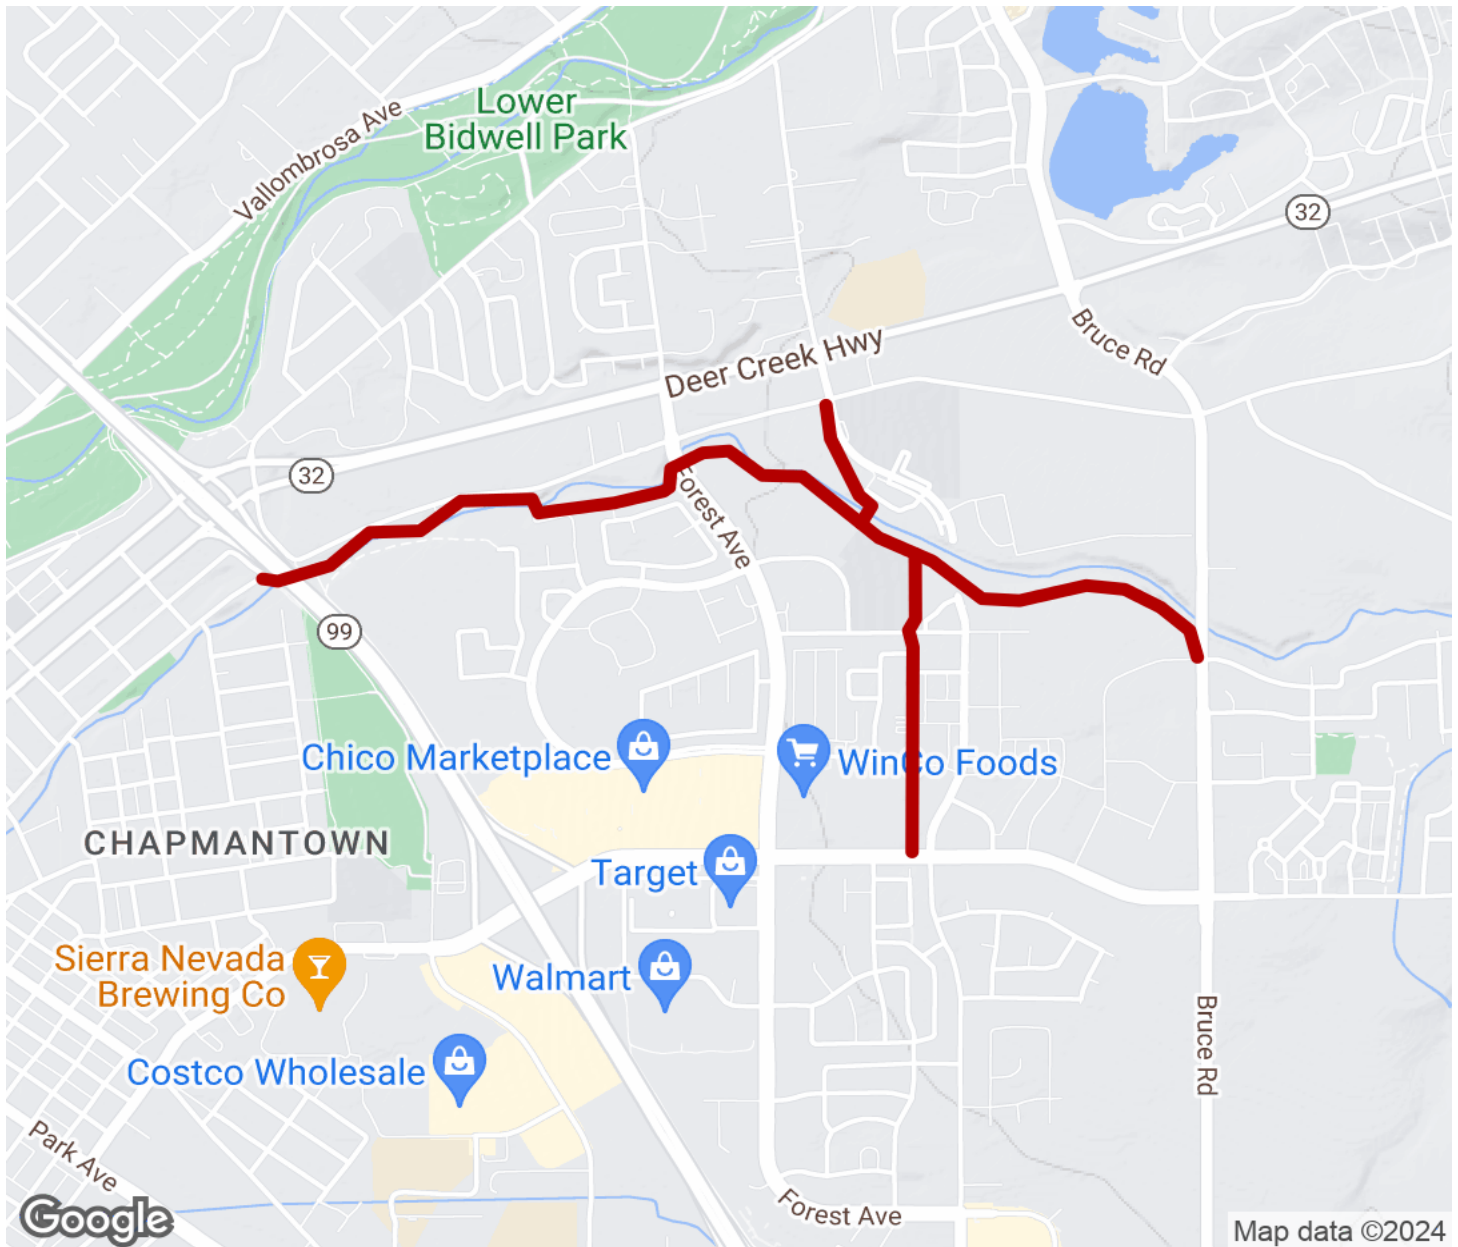 Lower
Bidwell Park
Vallombrosa Ave
32
Deer Creek Hwy
Bruce Rd
32
Forest Ave
99
Chico Marketplace
WinCo Foods
CHAPMANTOWN
Target
Sierra Nevada
Brewing Co
Walmart
Costco Wholesale
Bruce Rd
Park Ave
Forest Ave
Google
Map data ©2024